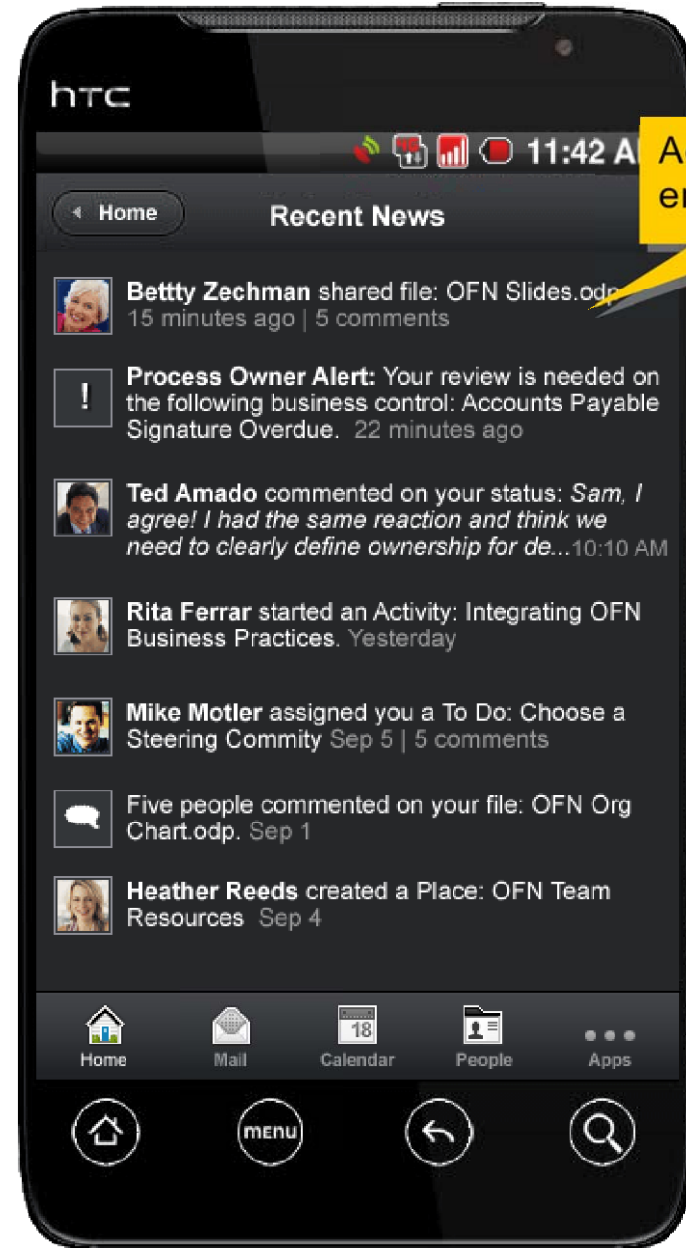 htc
11:42 A
A
e
Home
Recent News
Bettty Zechman shared file: OFN Slides.odp
15 minutes ago | 5 comments
!
Process Owner Alert: Your review is needed on
the following business control: Accounts Payable
Signature Overdue. 22 minutes ago
Ted Amado commented on your status: Sam, I
agree! I had the same reaction and think we
need to clearly define ownership for de...10:10 AM
Rita Ferrar started an Activity: Integrating OFN
Business Practices. Yesterday
Mike Motler assigned you a To Do: Choose a
Steering Commity Sep 5 | 5 comments
Five people commented on your file: OFN Org
Chart.odp. Sep 1
Heather Reeds created a Place: OFN Team
Resources Sep 4
18
Home Mail Calendar People Apps
menu